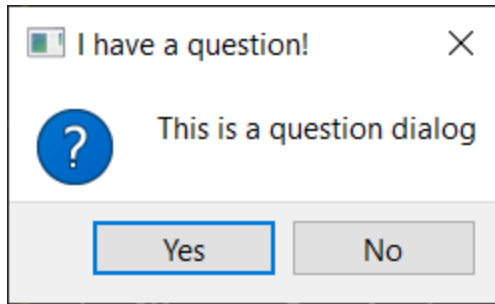 I have a question!
?
This is a question dialog
Yes
No